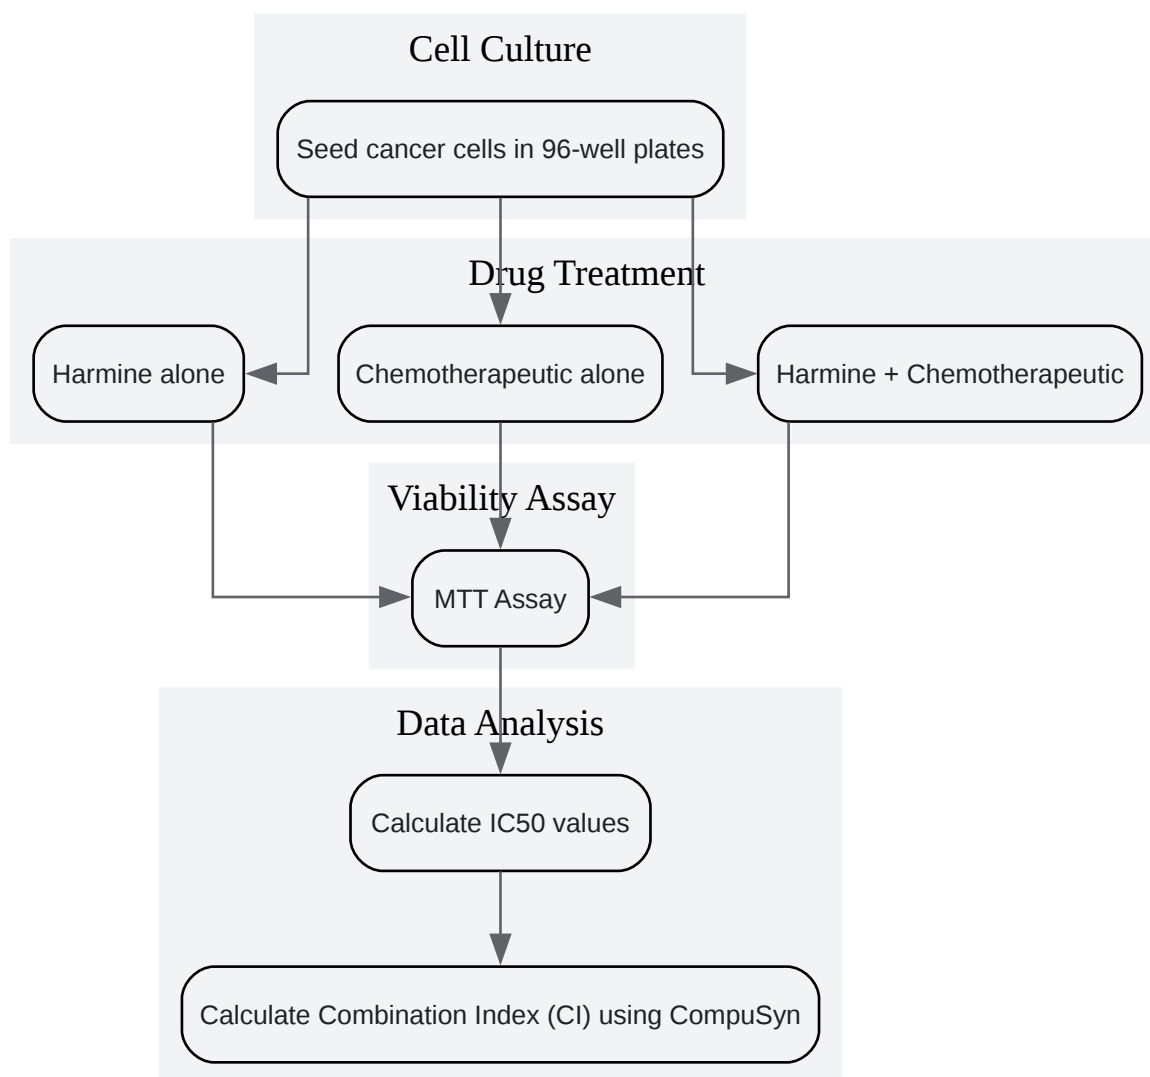 Cell Culture
Seed cancer cells in 96-well plates
Drug Treatment
Harmine alone
Chemotherapeutic alone
Harmine + Chemotherapeutic
Viability Assay
MTT Assay
Data Analysis
Calculate IC50 values
Calculate Combination Index (CI) using CompuSyn